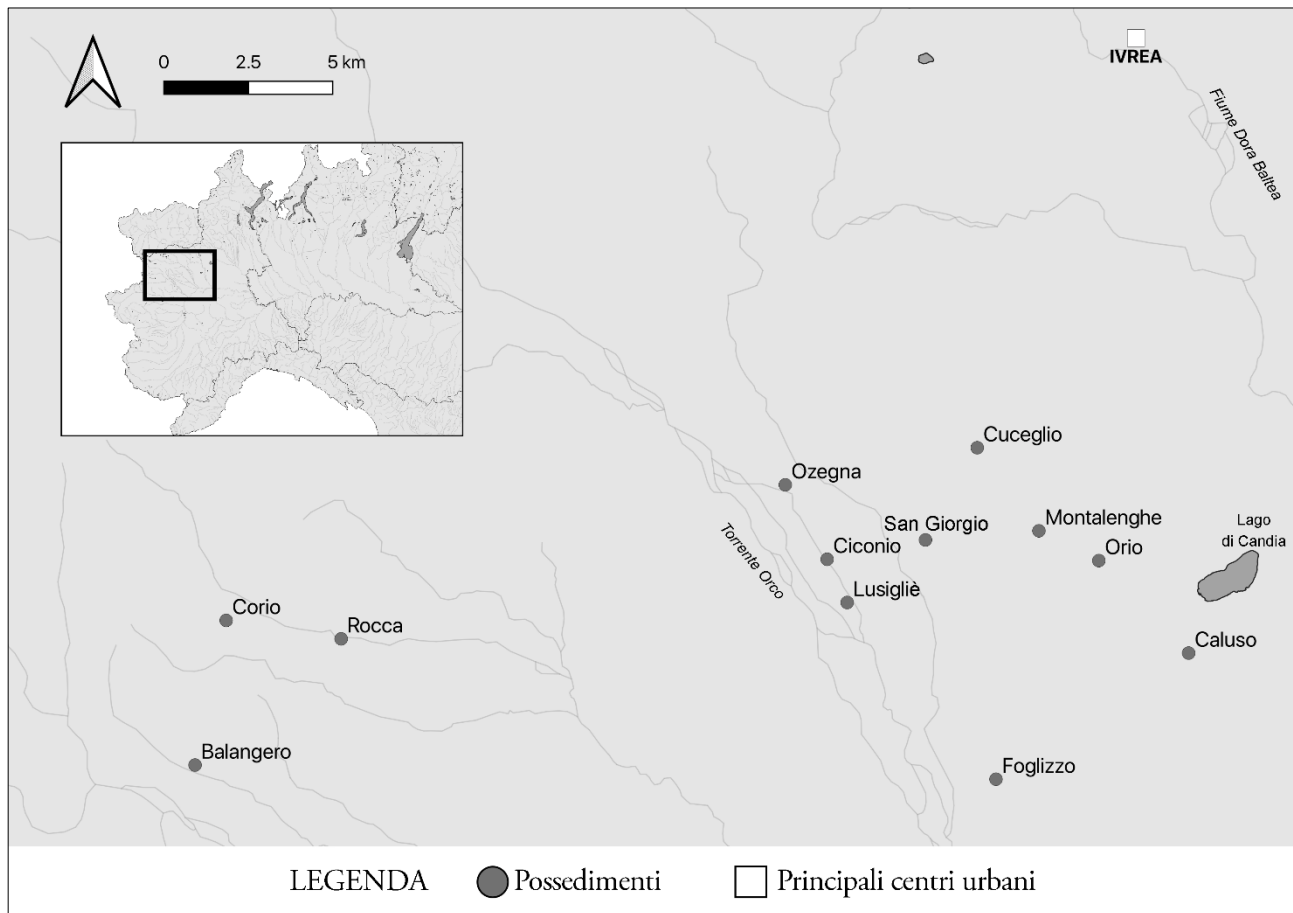 0 2.5 5 km
IVREA
Fiume Dora Baltea
Cuceglio
Ozegna
San Giorgio
Montalenghe
Lago
di Candia
Ciconio
Orio
Torrente Orco
Lusigliè
Corio
Rocca
Caluso
Balangero
Foglizzo
LEGENDA Possedimenti Principali centri urbani